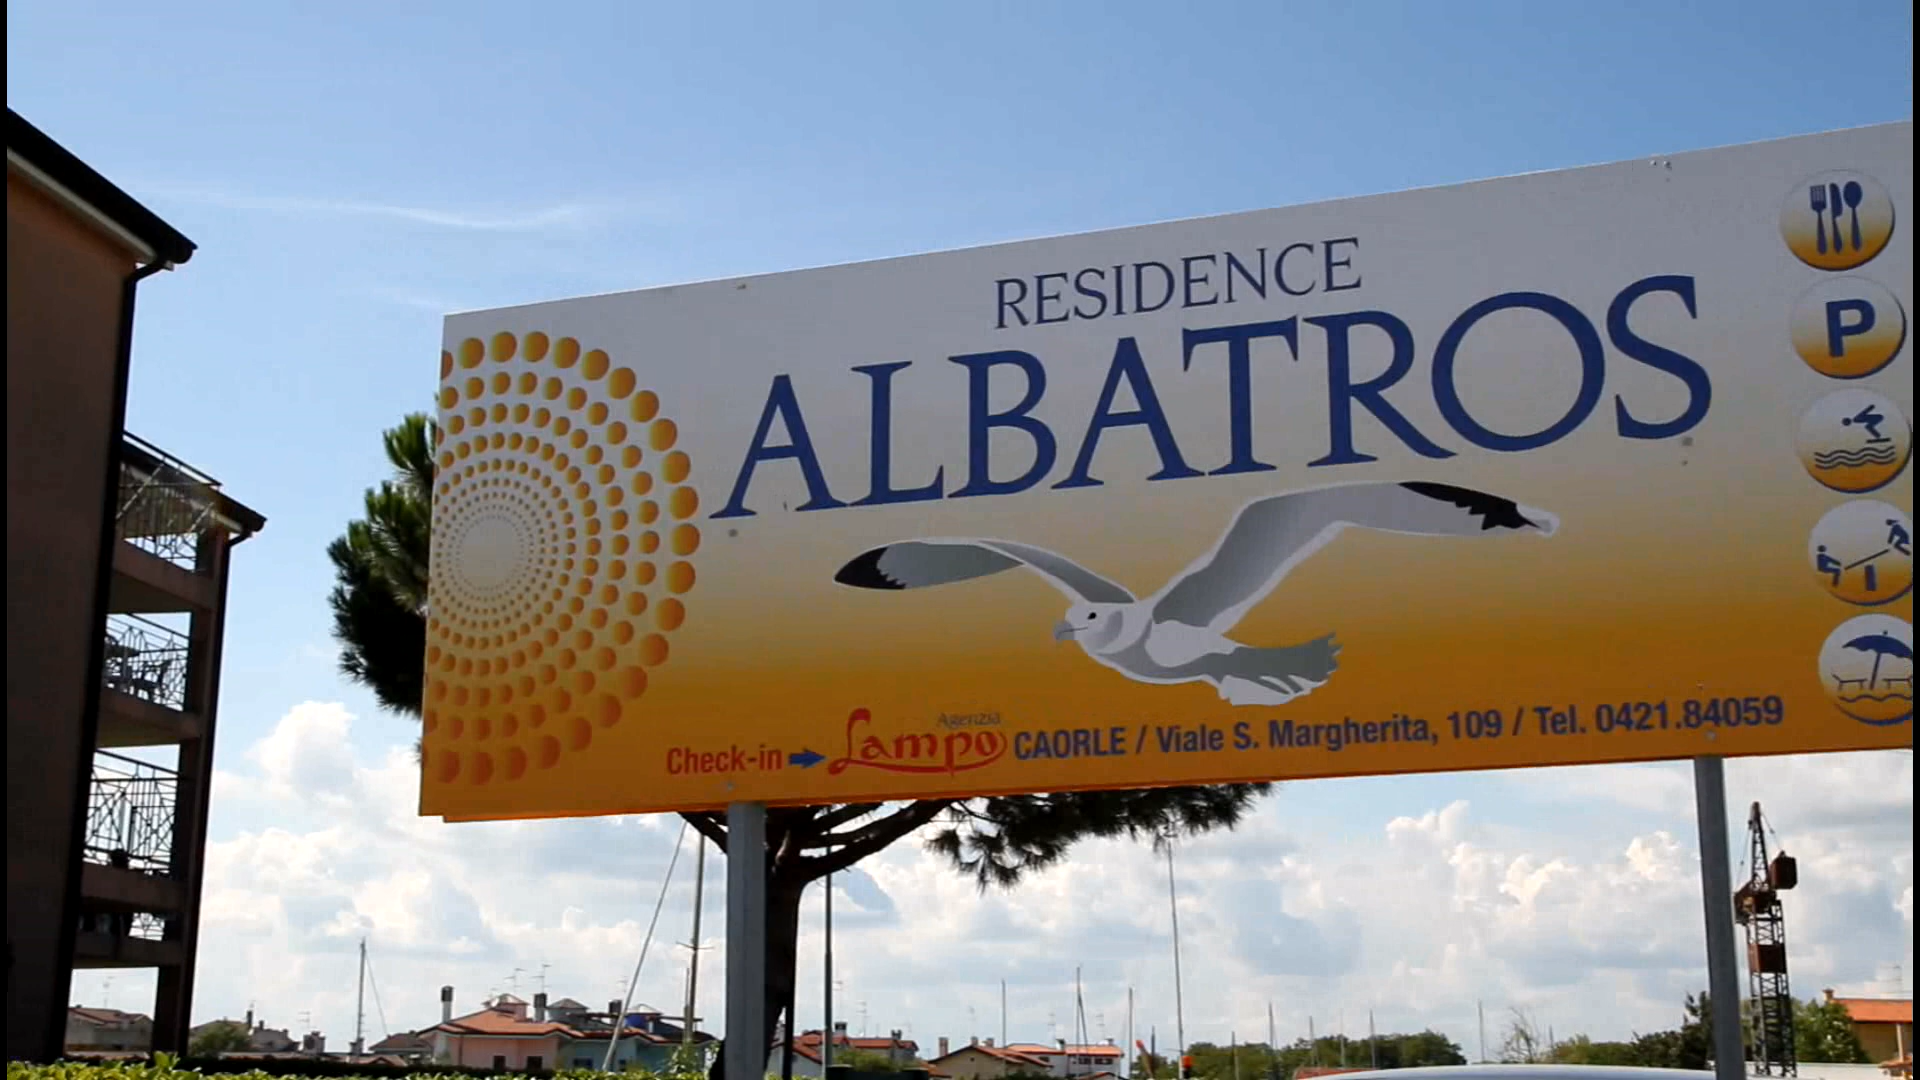 RESIDENCE
ALBATROS
P
Agenzia
Check-in Lampo CAORLE / Viale S. Margherita, 109 / Tel. 0421.84059